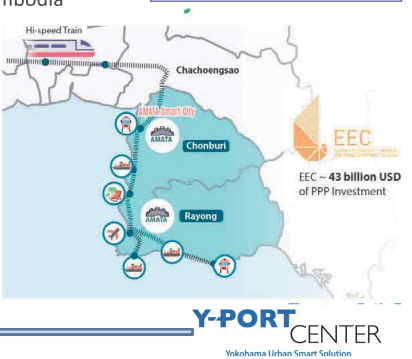 Hi-speed Train
Chachoengsao
AMATA Smart City
AMATA
Chonburi
EEC
EEC ~ 43 billion USD
of PPP Investment
AMATA
Rayong
Y-PORT
CENTER
Yokohama Urban Smart Solution